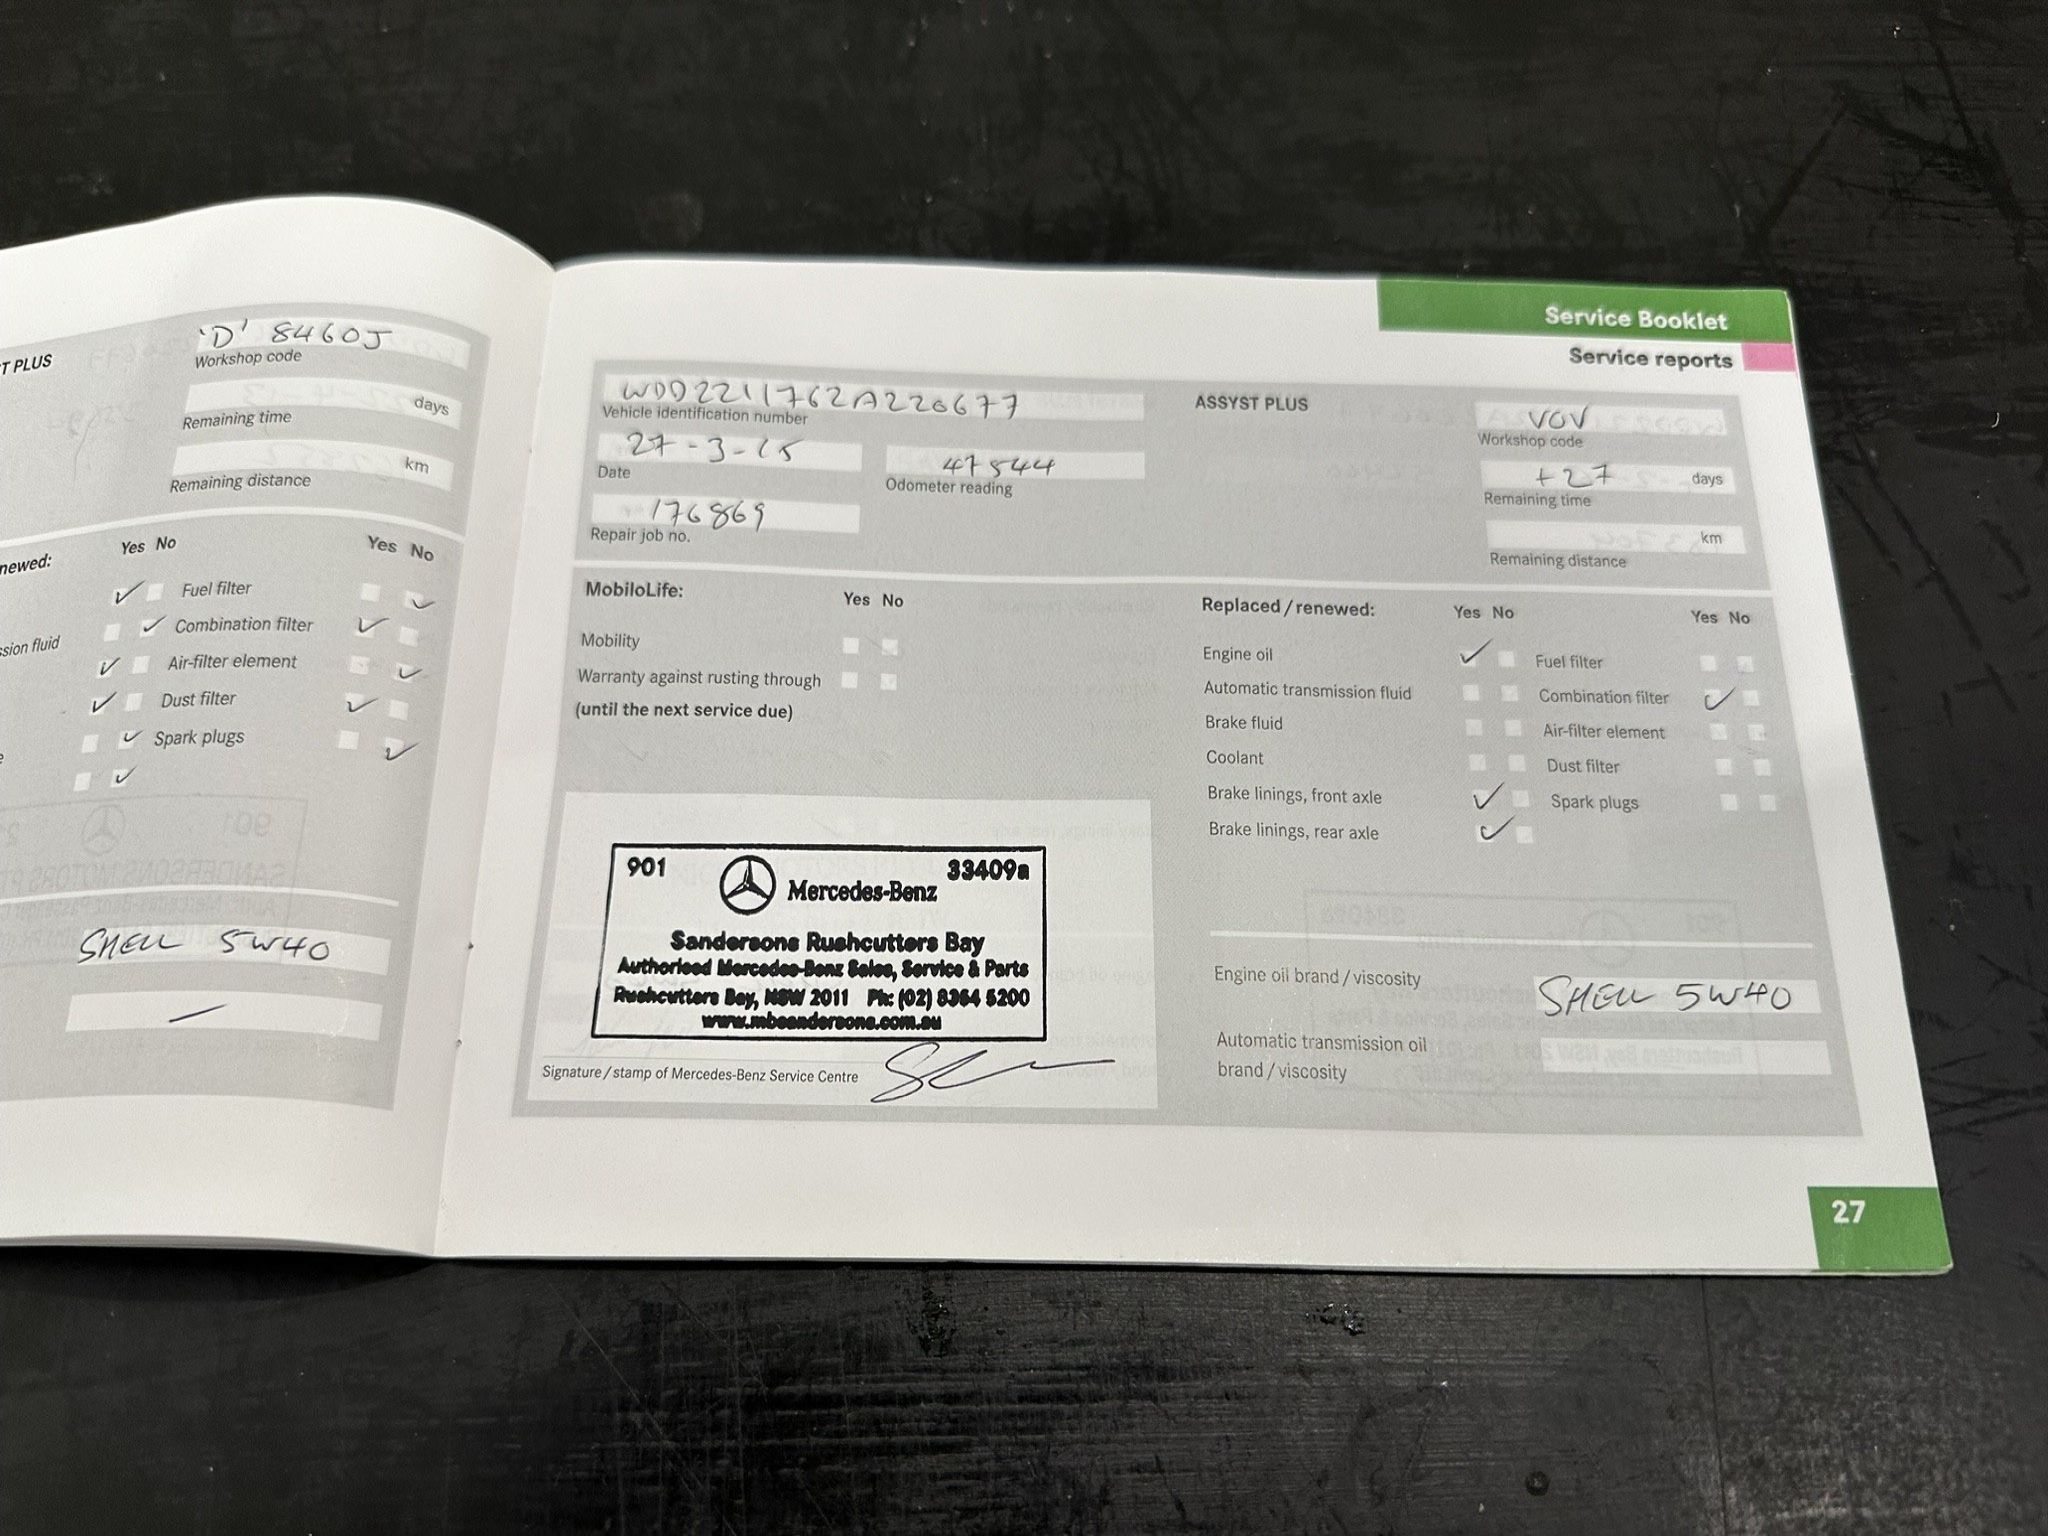 'D' 8460J
T PLUS
Workshop code
days
Remaining time
km
Remaining distance
newed:
Yes No
Yes No
Fuel filter
Combination filter
ssion fluid
Air-filter element
Dust filter
Spark plugs
SHELL 5W40
—
Service Booklet
Service reports
WDD2211762A220677
Vehicle identification number
27-3-15
Date
47544
Odometer reading
176869
Repair job no.
ASSYST PLUS
VOV
Workshop code
+27 days
Remaining time
km
Remaining distance
MobiloLife:
Yes No
Mobility
Warranty against rusting through
(until the next service due)
Replaced/renewed:
Yes No
Yes No
Engine oil
Fuel filter
Automatic transmission fluid
Combination filter
Brake fluid
Air-filter element
Coolant
Dust filter
Brake linings, front axle
Spark plugs
Brake linings, rear axle
901 33409a
Mercedes-Benz
Sandersons Rushcutters Bay
Authorised Mercedes-Benz Sales, Service & Parts
Rushcutters Bay, NSW 2011 Ph: (02) 8364 5200
www.mbsandersons.com.au
Signature/stamp of Mercedes-Benz Service Centre
Engine oil brand/viscosity
SHELL 5W40
Automatic transmission oil
brand/viscosity
27